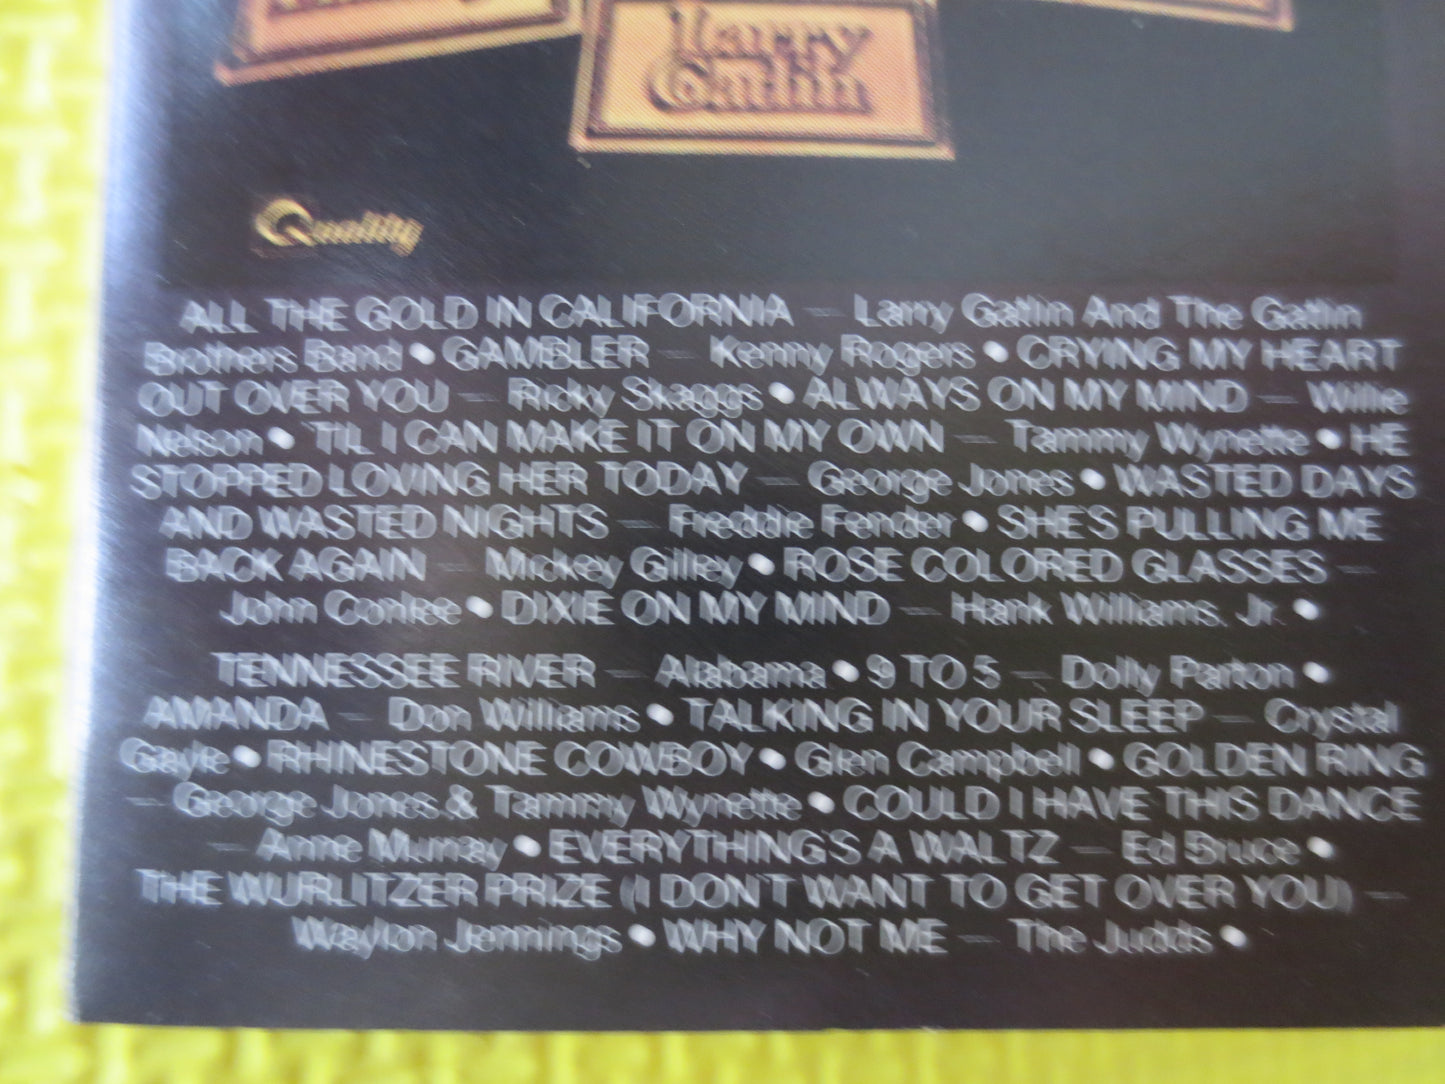 Larry
Gatlin
Quality
ALL THE GOLD IN CALIFORNIA — Larry Gatlin And The Gatlin
Brothers Band • GAMBLER — Kenny Rogers • CRYING MY HEART
OUT OVER YOU — Ricky Skaggs • ALWAYS ON MY MIND — Willie
Nelson • 'TIL I CAN MAKE IT ON MY OWN — Tammy Wynette • HE
STOPPED LOVING HER TODAY — George Jones • WASTED DAYS
AND WASTED NIGHTS — Freddie Fender • SHE'S PULLING ME
BACK AGAIN — Mickey Gilley • ROSE COLORED GLASSES —
John Conlee • DIXIE ON MY MIND — Hank Williams, Jr. •
TENNESSEE RIVER — Alabama • 9 TO 5 — Dolly Parton •
AMANDA — Don Williams • TALKING IN YOUR SLEEP — Crystal
Gayle • RHINESTONE COWBOY • Glen Campbell • GOLDEN RING
— George Jones & Tammy Wynette • COULD I HAVE THIS DANCE
— Anne Murray • EVERYTHING'S A WALTZ — Ed Bruce •
THE WURLITZER PRIZE (I DON'T WANT TO GET OVER YOU) —
Waylon Jennings • WHY NOT ME — The Judds •